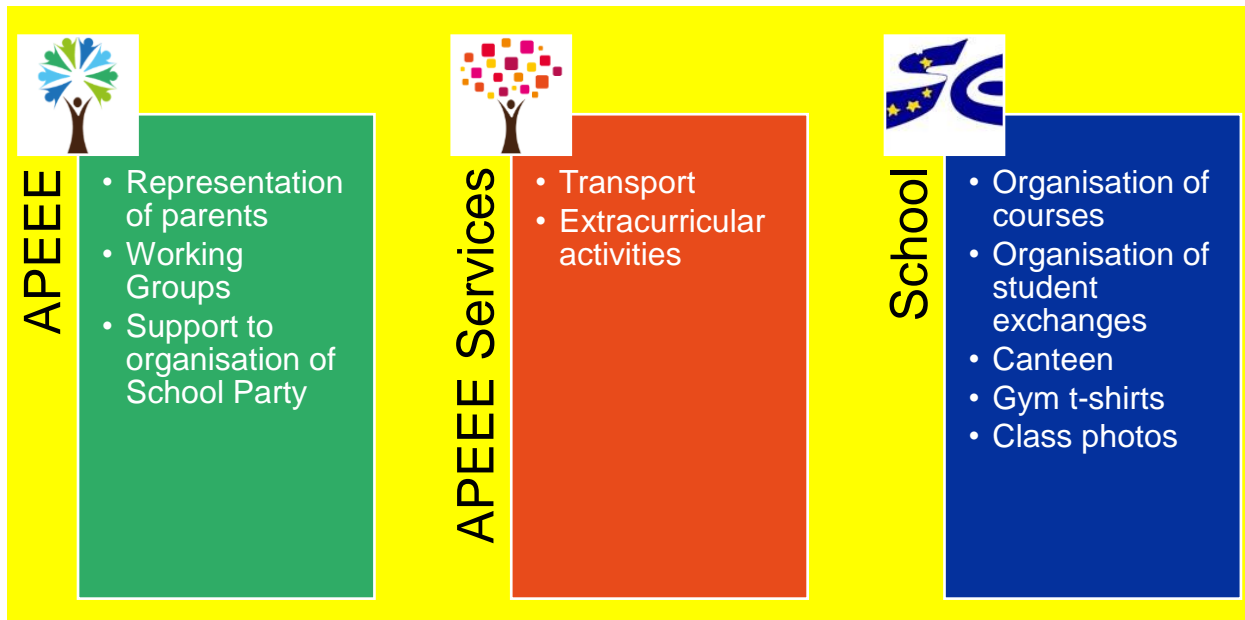 APEEE
• Representation
of parents
• Working
Groups
• Support to
organisation of
School Party
APEEE Services
• Transport
• Extracurricular
activities
School
• Organisation of
courses
• Organisation of
student
exchanges
• Canteen
• Gym t-shirts
• Class photos